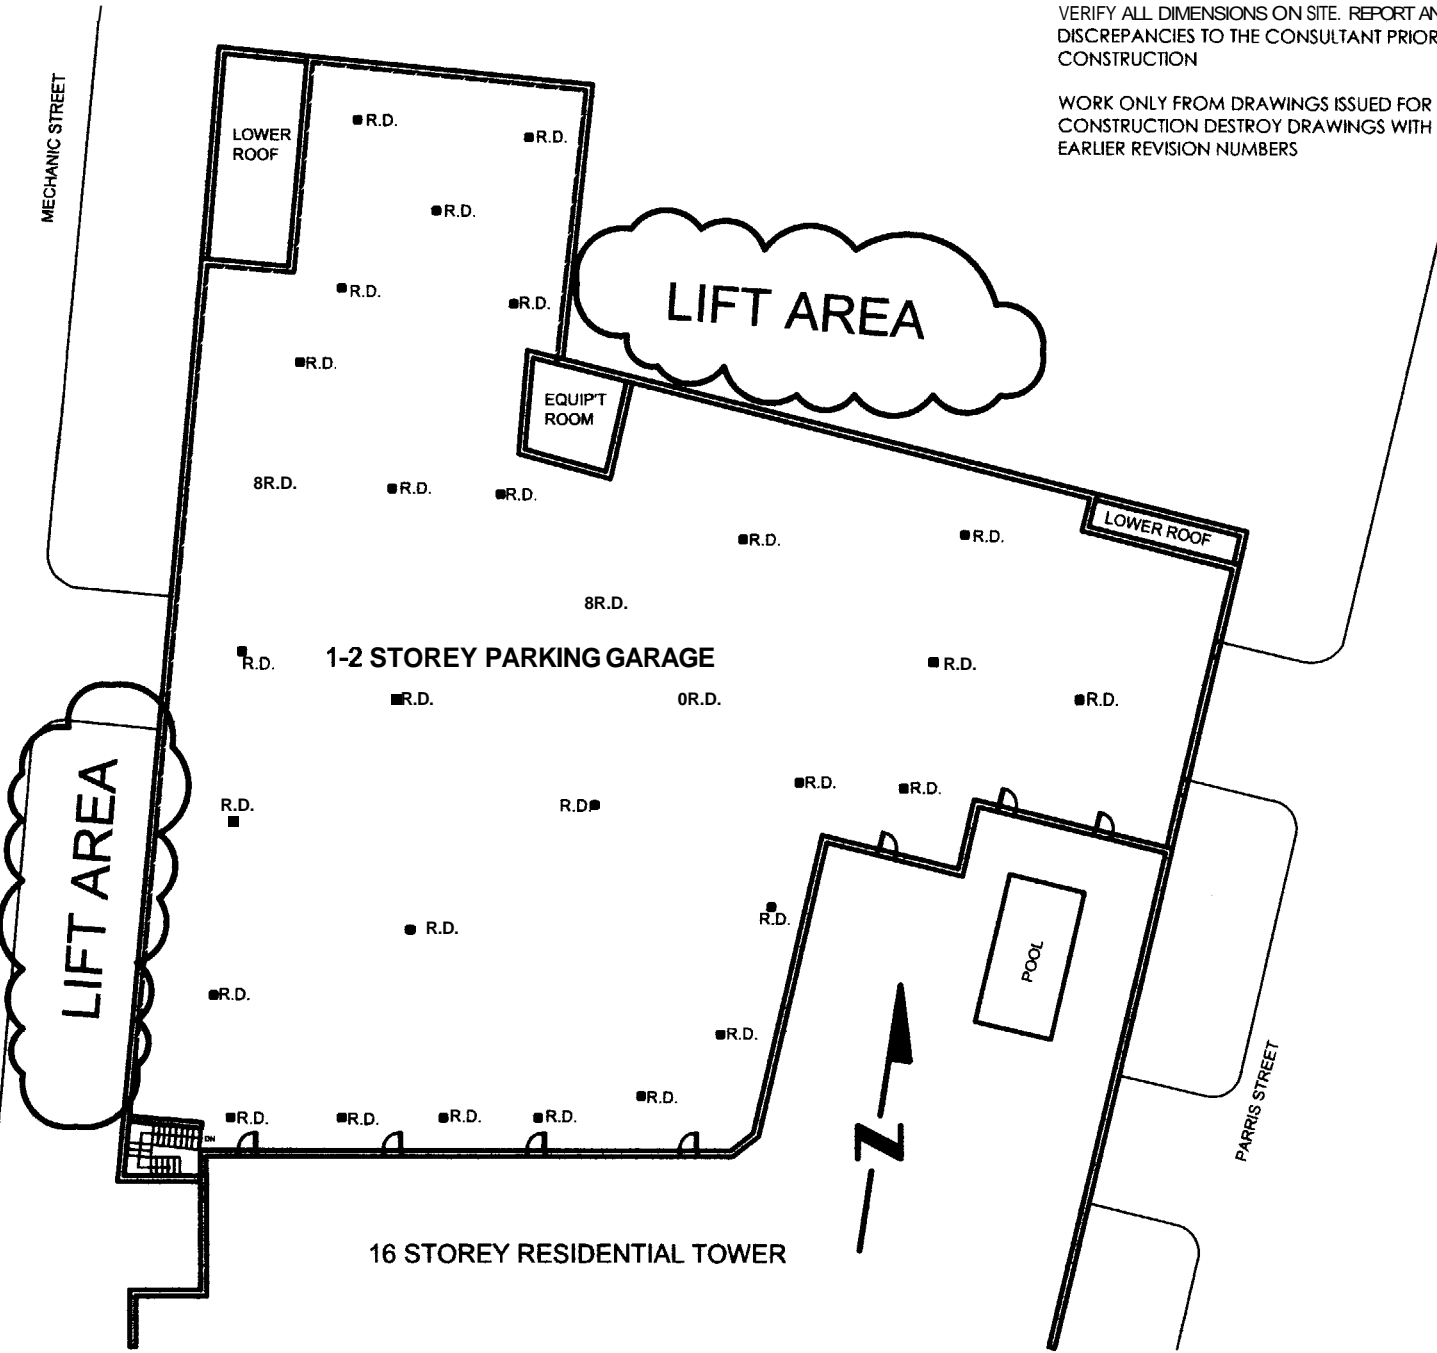 VERIFY ALL DIMENSIONS ON SITE. REPORT AN
DISCREPANCIES TO THE CONSULTANT PRIOR
CONSTRUCTION
WORK ONLY FROM DRAWINGS ISSUED FOR
CONSTRUCTION DESTROY DRAWINGS WITH
EARLIER REVISION NUMBERS
MECHANIC STREET
LOWER
ROOF
R.D.
R.D.
R.D.
R.D.
R.D.
LIFT AREA
R.D.
EQUIP'T
ROOM
8R.D.
R.D.
R.D.
LOWER ROOF
R.D.
R.D.
8R.D.
R.D.
1-2 STOREY PARKING GARAGE
R.D.
R.D.
0R.D.
R.D.
LIFT AREA
R.D.
R.D.
R.D.
R.D.
R.D.
R.D.
POOL
R.D.
R.D.
R.D.
R.D.
R.D.
R.D.
R.D.
DN
N
PARRIS STREET
16 STOREY RESIDENTIAL TOWER